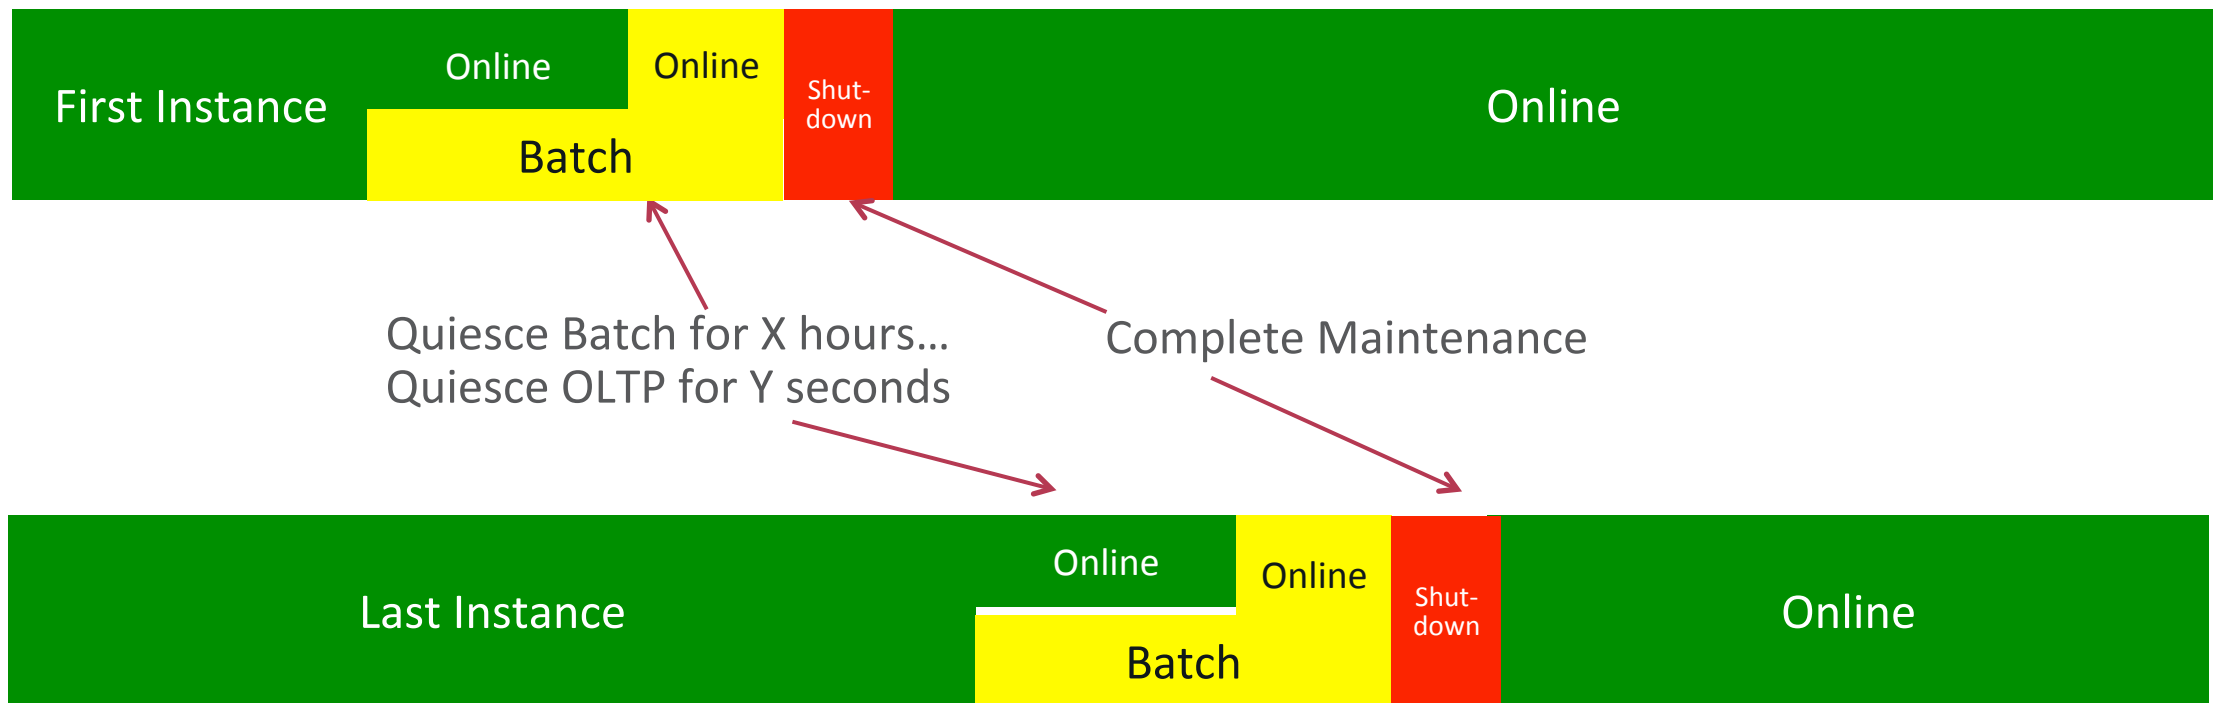 First Instance
Online
Online
Batch
Shut-
down
Online
Quiesce Batch for X hours…
Quiesce OLTP for Y seconds
Complete Maintenance
Last Instance
Online
Online
Batch
Shut-
down
Online